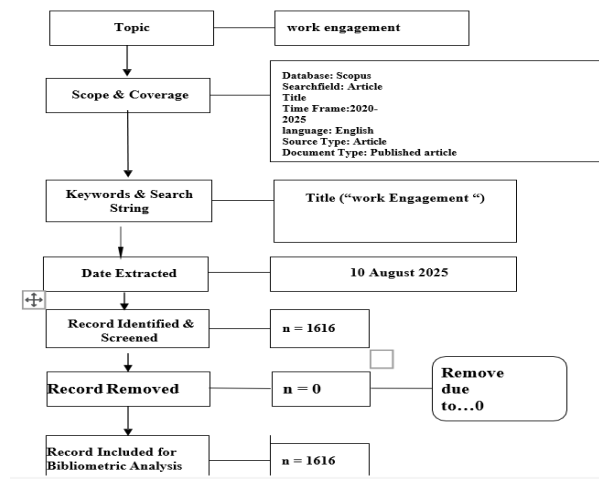 Topic
work engagement
Scope & Coverage
Database: Scopus
Searchfield: Article
Title
Time Frame:2020-
2025
language: English
Source Type: Article
Document Type: Published article
Keywords & Search
String
Title (“work Engagement “)
Date Extracted
10 August 2025
Record Identified &
Screened
n = 1616
Record Removed
n = 0
Remove
due
to...0
Record Included for
Bibliometric Analysis
n = 1616